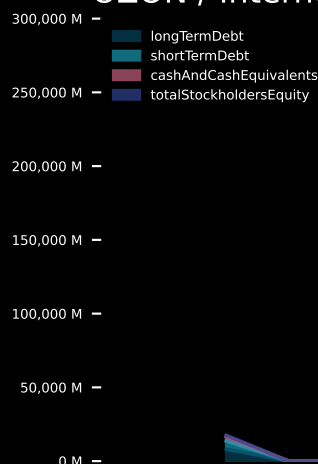 300,000 M
longTermDebt
shortTermDebt
cashAndCashEquivalents
250,000 M
totalStockholdersEquity
200,000 M
150,000 M
100,000 M
50,000 M
0 M